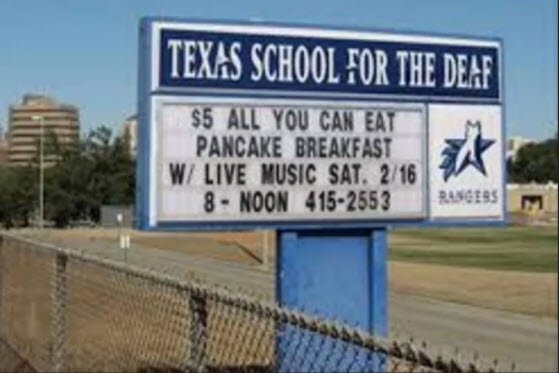 TEXAS SCHOOL FOR THE DEAF
$5 ALL YOU CAN EAT
PANCAKE BREAKFAST
W/ LIVE MUSIC SAT. 2/16
8 - NOON 415-2553
RANGERS